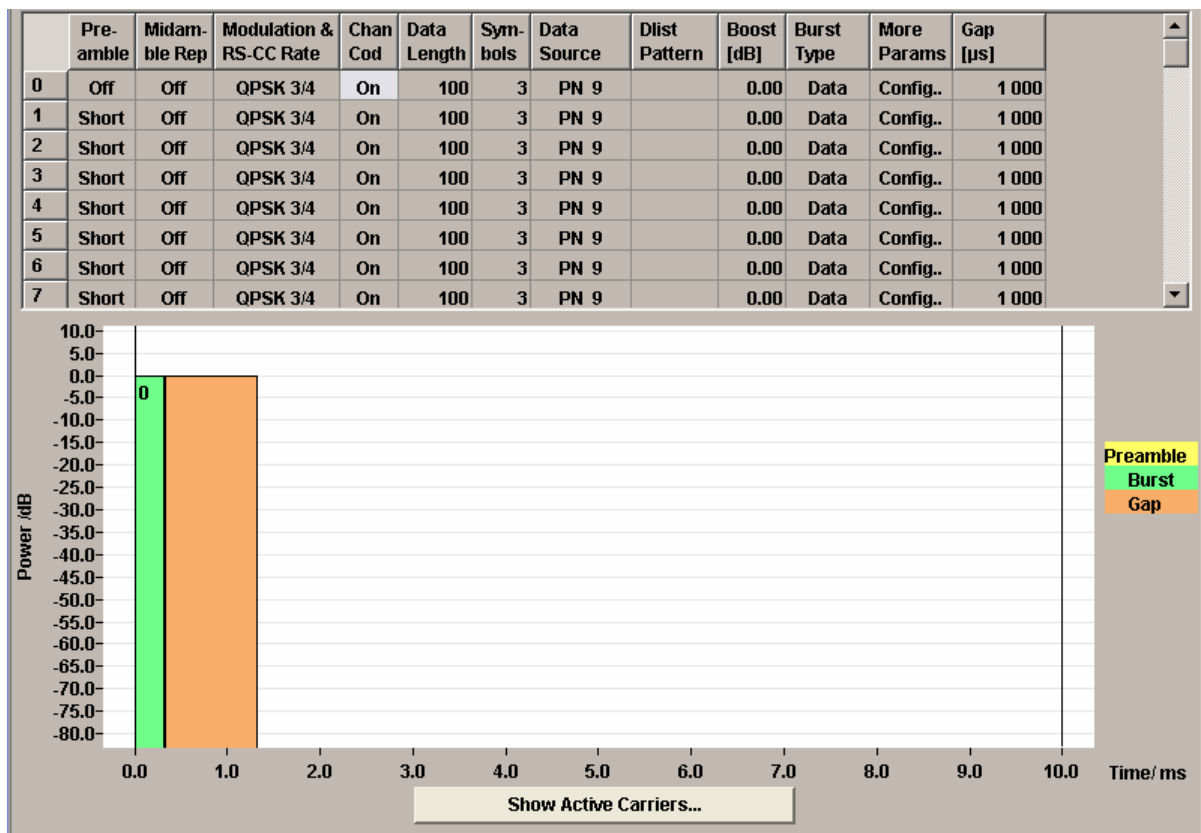 Pre- Midam- Modulation & Chan Data Sym- Data Dlist Boost Burst More Gap
amble ble Rep RS-CC Rate Cod Length bols Source Pattern [dB] Type Params [µs]
0 Off Off QPSK 3/4 On 100 3 PN 9 0.00 Data Config.. 1 000
1 Short Off QPSK 3/4 On 100 3 PN 9 0.00 Data Config.. 1 000
2 Short Off QPSK 3/4 On 100 3 PN 9 0.00 Data Config.. 1 000
3 Short Off QPSK 3/4 On 100 3 PN 9 0.00 Data Config.. 1 000
4 Short Off QPSK 3/4 On 100 3 PN 9 0.00 Data Config.. 1 000
5 Short Off QPSK 3/4 On 100 3 PN 9 0.00 Data Config.. 1 000
6 Short Off QPSK 3/4 On 100 3 PN 9 0.00 Data Config.. 1 000
7 Short Off QPSK 3/4 On 100 3 PN 9 0.00 Data Config.. 1 000
10.0
5.0
0.0
-5.0
-10.0
-15.0
-20.0
-25.0
-30.0
-35.0
-40.0
-45.0
-50.0
-55.0
-60.0
-65.0
-70.0
-75.0
-80.0
Power /dB
0
Preamble
Burst
Gap
0.0 1.0 2.0 3.0 4.0 5.0 6.0 7.0 8.0 9.0 10.0 Time/ ms
Show Active Carriers...